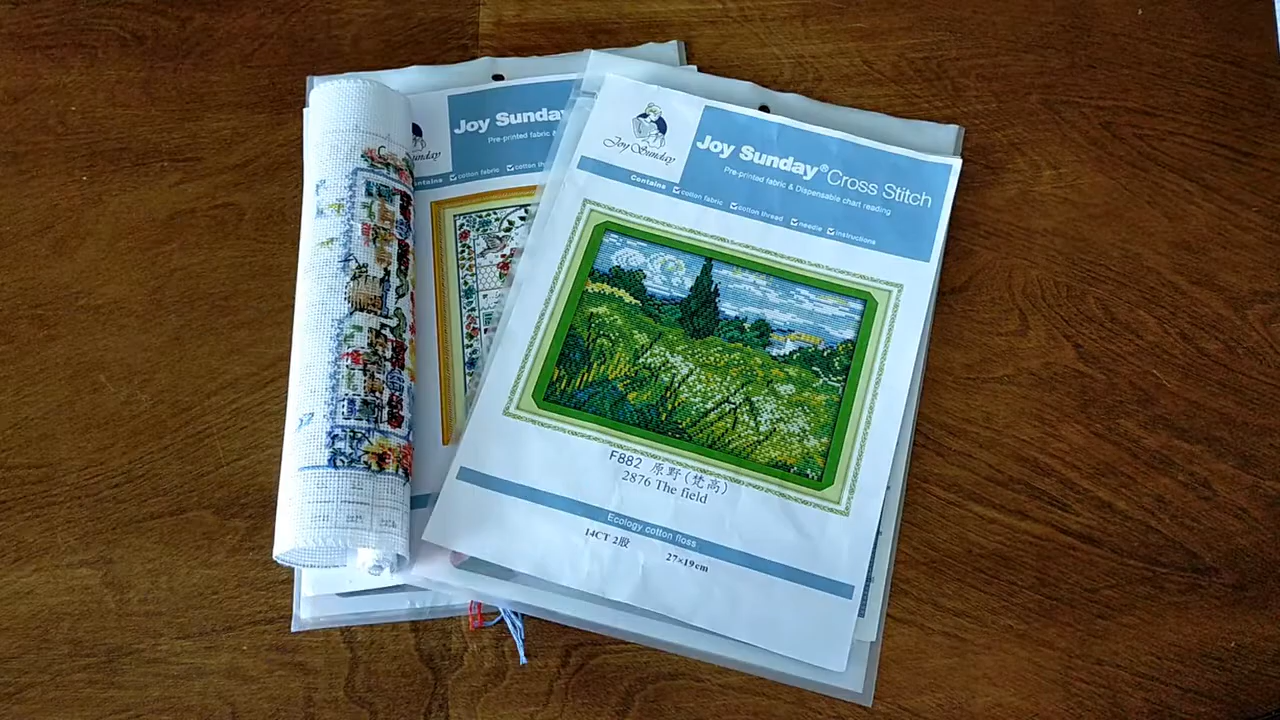 Joy Sunda
Pre-printed fabric &
cotton fabric
Joy Sunday
Joy Sunday® Cross Stitch
Pre-printed fabric & Dispensable chart reading
Contains cotton fabric cotton thread needle instructions
F882 原野(梵高)
2876 The field
Ecology cotton floss
14CT 2股 27×19cm